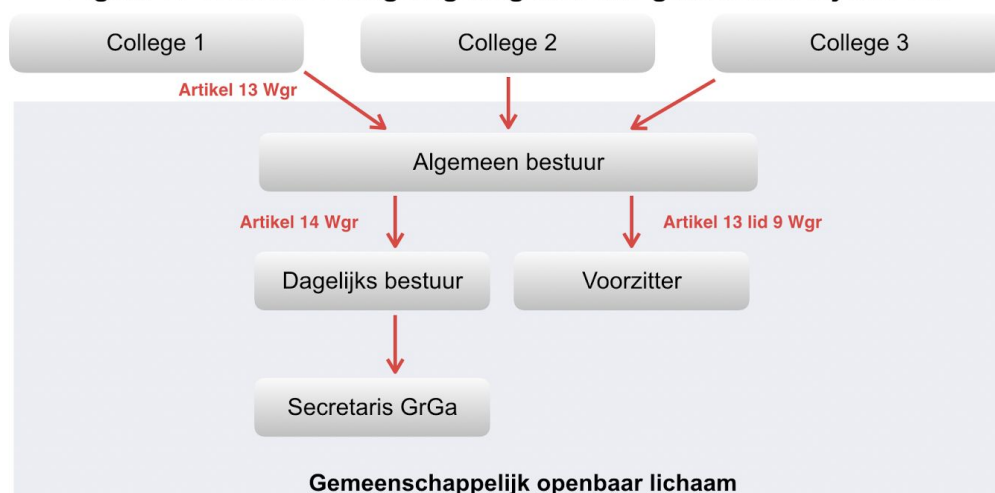 College 1
College 2
College 3
Artikel 13 Wgr
Algemeen bestuur
Artikel 14 Wgr
Artikel 13 lid 9 Wgr
Dagelijks bestuur
Voorzitter
Secretaris GrGa
Gemeenschappelijk openbaar lichaam